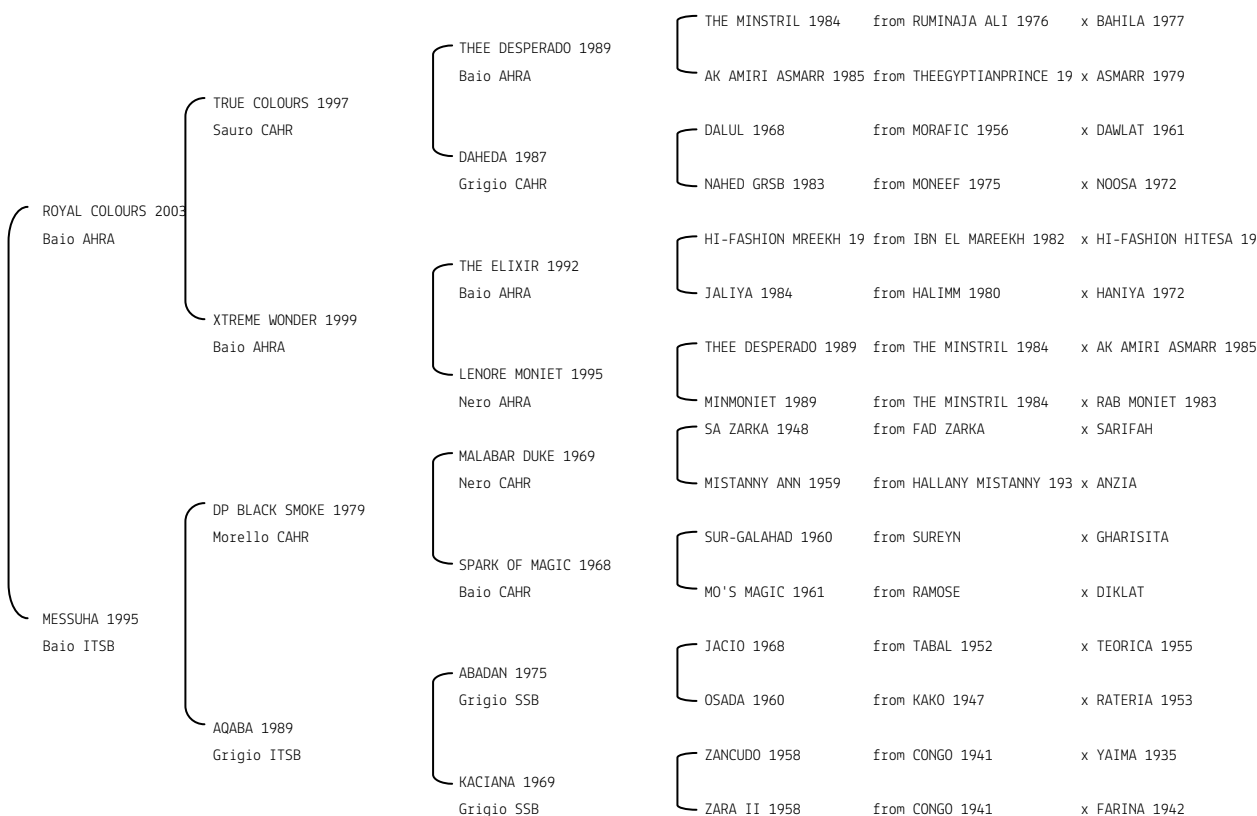 THE MINSTRIL 1984 from RUMINAJA ALI 1976 x BAHILA 1977
THEE DESPERADO 1989
Baio AHRA
AK AMIRI ASMARR 1985 from THEEGYPTIANPRINCE 19 x ASMARR 1979
TRUE COLOURS 1997
Sauro CAHR
DALUL 1968 from MORAFIC 1956 x DAWLAT 1961
DAHEDA 1987
Grigio CAHR
NAHED GRSB 1983 from MONEEF 1975 x NOOSA 1972
ROYAL COLOURS 2003
Baio AHRA
HI-FASHION MREEKH 19 from IBN EL MAREEKH 1982 x HI-FASHION HITESA 19
THE ELIXIR 1992
Baio AHRA
JALIYA 1984 from HALIMM 1980 x HANIYA 1972
XTREME WONDER 1999
Baio AHRA
THEE DESPERADO 1989 from THE MINSTRIL 1984 x AK AMIRI ASMARR 1985
LENORE MONIET 1995
Nero AHRA
MINMONIET 1989 from THE MINSTRIL 1984 x RAB MONIET 1983
SA ZARKA 1948 from FAD ZARKA x SARIFAH
MALABAR DUKE 1969
Nero CAHR
MISTANNY ANN 1959 from HALLANY MISTANNY 193 x ANZIA
DP BLACK SMOKE 1979
Morello CAHR
SUR-GALAHAD 1960 from SUREYN x GHARISITA
SPARK OF MAGIC 1968
Baio CAHR
MO'S MAGIC 1961 from RAMOSE x DIKLAT
MESSUHA 1995
Baio ITSB
JACIO 1968 from TABAL 1952 x TEORICA 1955
ABADAN 1975
Grigio SSB
OSADA 1960 from KAKO 1947 x RATERIA 1953
AQABA 1989
Grigio ITSB
ZANCUDO 1958 from CONGO 1941 x YAIMA 1935
KACIANA 1969
Grigio SSB
ZARA II 1958 from CONGO 1941 x FARINA 1942